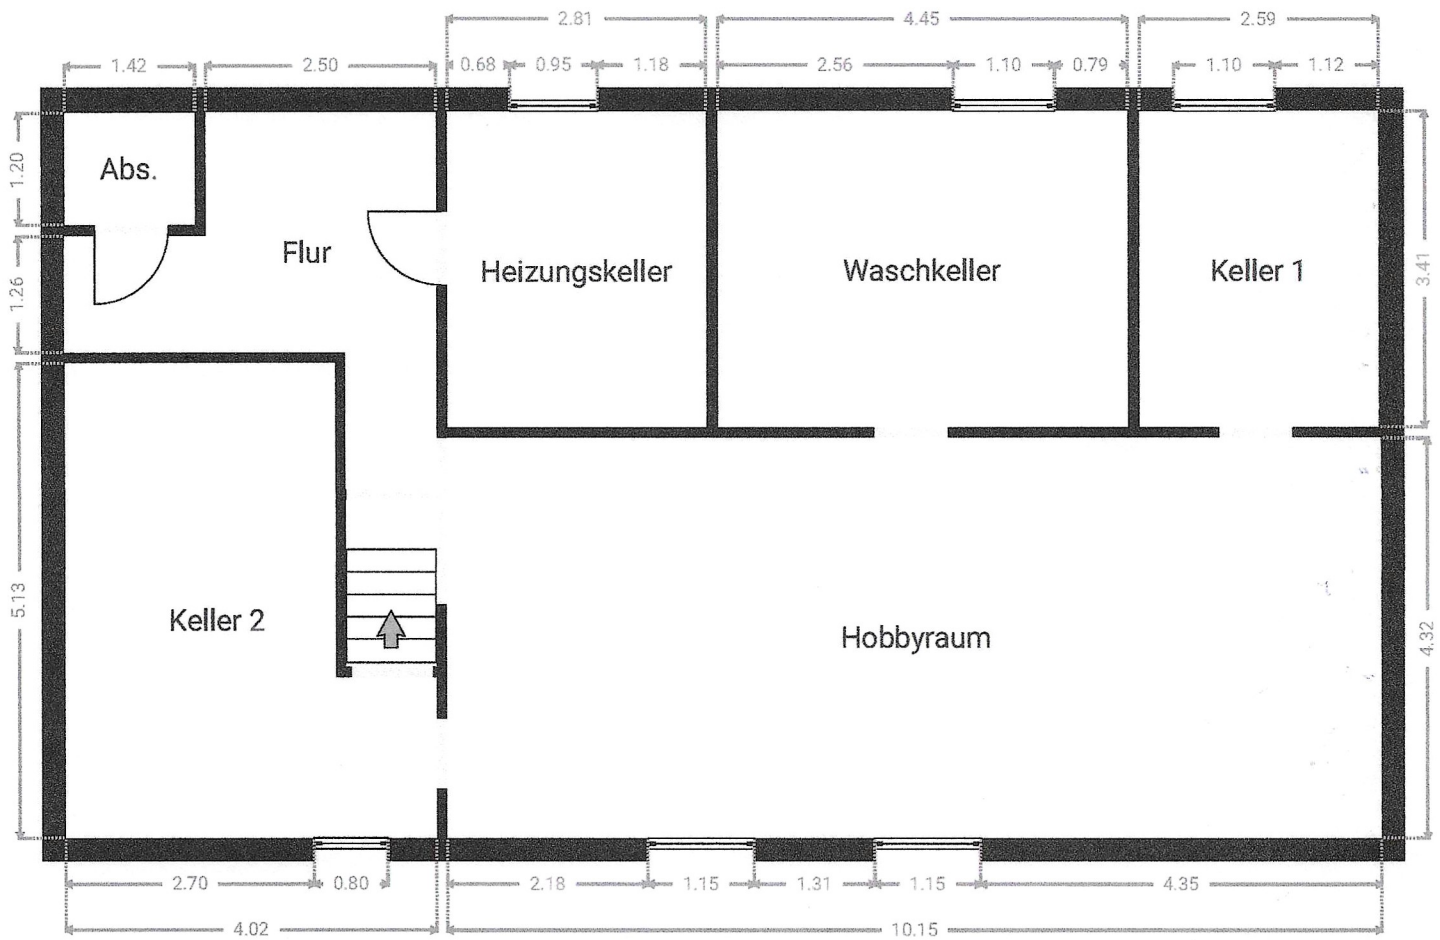 2.81 4.45 2.59
1.42 2.50 0.68 0.95 1.18 2.56 1.10 0.79 1.10 1.12
1.20
Abs.
Flur
1.26
Heizungskeller
Waschkeller
Keller 1
3.41
5.13
Keller 2
Hobbyraum
4.32
2.70 0.80 2.18 1.15 1.31 1.15 4.35
4.02 10.15